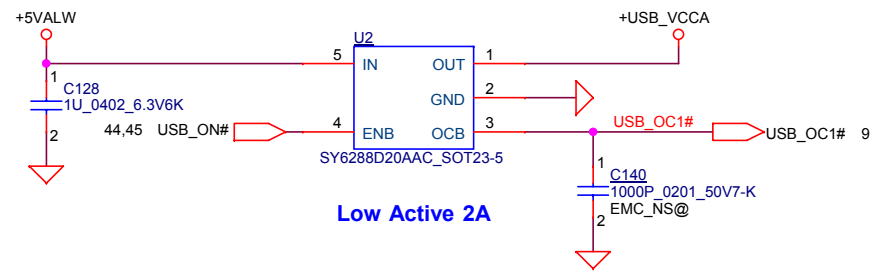 +5VALW
+USB_VCCA
U2
5 IN OUT 1
1
C128
1U_0402_6.3V6K
2
GND 2
44,45 USB_ON# 4 ENB OCB 3 USB_OC1# USB_OC1# 9
SY6288D20AAC_SOT23-5
1
C140
1000P_0201_50V7-K
EMC_NS@
2
Low Active 2A